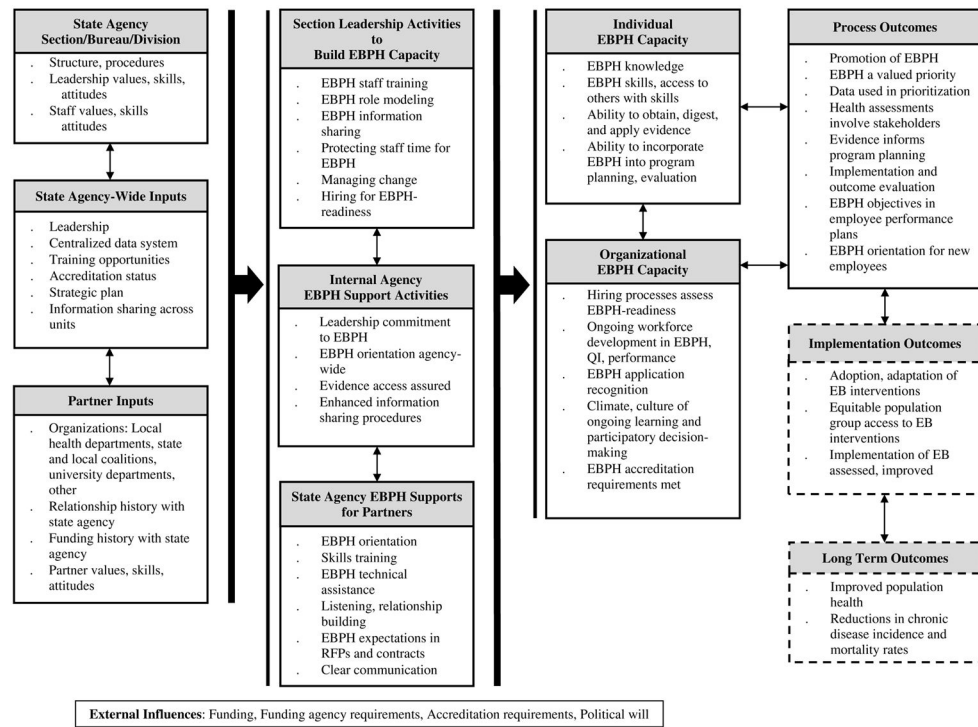 State Agency
Section/Bureau/Division
. Structure, procedures
. Leadership values, skills,
attitudes
. Staff values, skills
attitudes
State Agency-Wide Inputs
. Leadership
. Centralized data system
. Training opportunities
. Accreditation status
. Strategic plan
. Information sharing across
units
Partner Inputs
. Organizations: Local
health departments, state
and local coalitions,
university departments,
other
. Relationship history with
state agency
. Funding history with state
agency
. Partner values, skills,
attitudes
Section Leadership Activities
to
Build EBPH Capacity
. EBPH staff training
. EBPH role modeling
. EBPH information
sharing
. Protecting staff time for
EBPH
. Managing change
. Hiring for EBPH-
readiness
Internal Agency
EBPH Support Activities
. Leadership commitment
to EBPH
. EBPH orientation agency-
wide
. Evidence access assured
. Enhanced information
sharing procedures
State Agency EBPH Supports
for Partners
. EBPH orientation
. Skills training
. EBPH technical
assistance
. Listening, relationship
building
. EBPH expectations in
RFPs and contracts
. Clear communication
Individual
EBPH Capacity
. EBPH knowledge
. EBPH skills, access to
others with skills
. Ability to obtain, digest,
and apply evidence
. Ability to incorporate
EBPH into program
planning, evaluation
Organizational
EBPH Capacity
. Hiring processes assess
EBPH-readiness
. Ongoing workforce
development in EBPH,
QI, performance
. EBPH application
recognition
. Climate, culture of
ongoing learning and
participatory decision-
making
. EBPH accreditation
requirements met
Process Outcomes
. Promotion of EBPH
. EBPH a valued priority
. Data used in prioritization
. Health assessments
involve stakeholders
. Evidence informs
program planning
. Implementation and
outcome evaluation
. EBPH objectives in
employee performance
plans
. EBPH orientation for new
employees
Implementation Outcomes
. Adoption, adaptation of
EB interventions
. Equitable population
group access to EB
interventions
. Implementation of EB
assessed, improved
Long Term Outcomes
. Improved population
health
. Reductions in chronic
disease incidence and
mortality rates
External Influences: Funding, Funding agency requirements, Accreditation requirements, Political will